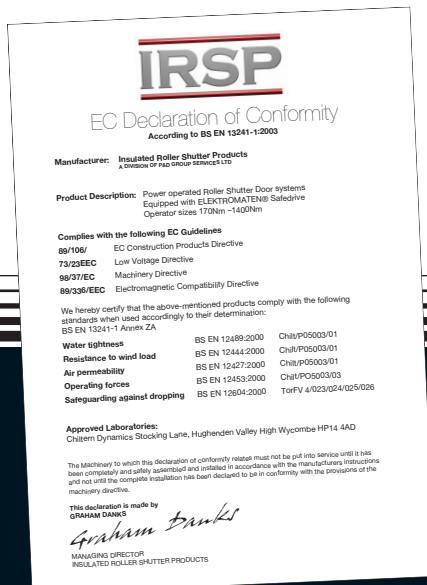 IRSP
EC Declaration of Conformity
According to BS EN 13241-1:2003
Manufacturer: Insulated Roller Shutter Products
A DIVISION OF P&D GROUP SERVICES LTD
Product Description: Power operated Roller Shutter Door systems
Equipped with ELEKTROMATEN® Safedrive
Operator sizes 170Nm –1400Nm
Complies with the following EC Guidelines
89/106/ EC Construction Products Directive
73/23EEC Low Voltage Directive
98/37/EC Machinery Directive
89/336/EEC Electromagnetic Compatibility Directive
We hereby certify that the above-mentioned products comply with the following
standards when used accordingly to their determination:
BS EN 13241-1 Annex ZA
Water tightness BS EN 12489:2000 Chilt/P05003/01
Resistance to wind load BS EN 12444:2000 Chilt/P05003/01
Air permeability BS EN 12427:2000 Chilt/P05003/01
Operating forces BS EN 12453:2000 Chilt/PO5003/03
Safeguarding against dropping BS EN 12604:2000 TorFV 4/023/024/025/026
Approved Laboratories:
Chiltern Dynamics Stocking Lane, Hughenden Valley High Wycombe HP14 4AD
The Machinery to which this declaration of conformity relates must not be put into service until it has
been completely and safely assembled and installed in accordance with the manufacturers instructions
and not until the complete installation has been declared to be in conformity with the provisions of the
machinery directive.
This declaration is made by
GRAHAM DANKS
Graham Danks
MANAGING DIRECTOR
INSULATED ROLLER SHUTTER PRODUCTS